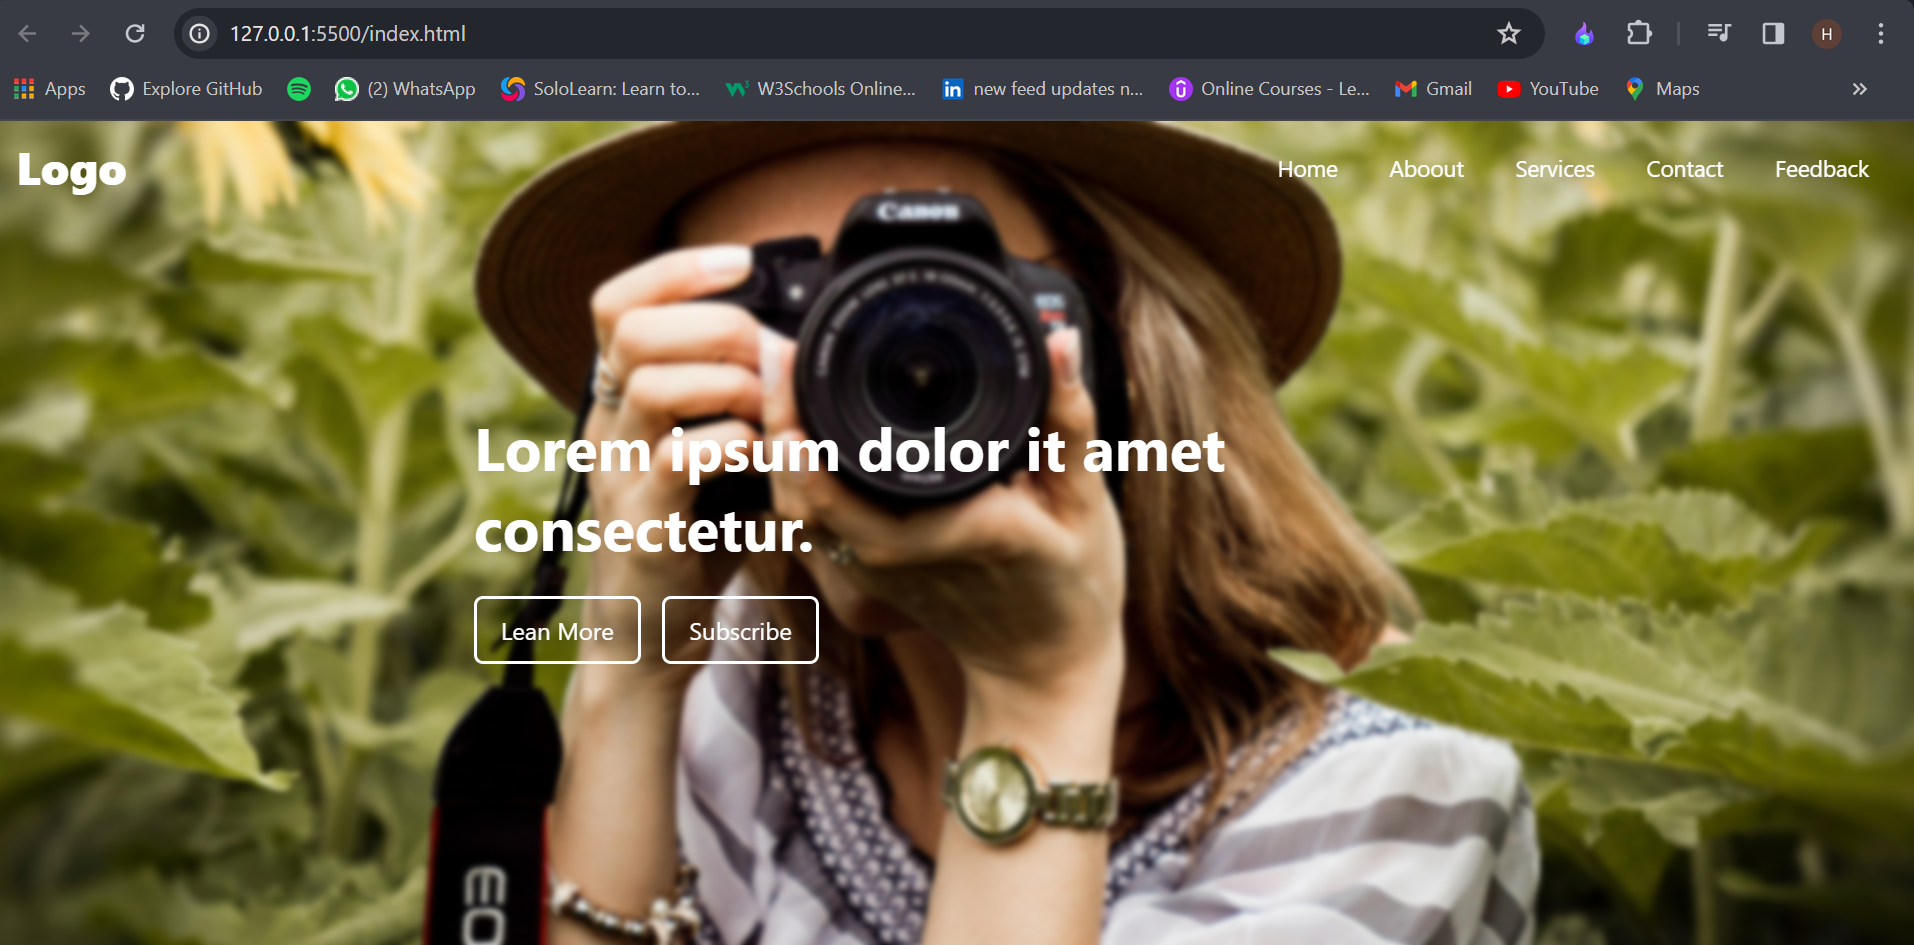 127.0.0.1:5500/index.html
H
Apps
Explore GitHub
(2) WhatsApp
SoloLearn: Learn to...
W3Schools Online...
new feed updates n...
Online Courses - Le...
Gmail
YouTube
Maps
Logo
Home
Aboout
Services
Contact
Feedback
Canon
Lorem ipsum dolor it amet
consectetur.
Lean More
Subscribe
EO